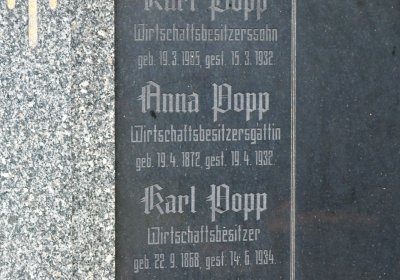 Karl Popp
Wirtschaftsbesitzerssohn
geb. 19. 3. 1985, gest. 15. 3. 1932.
Anna Popp
Wirtschaftsbesitzersgattin
geb. 19. 4. 1872, gest. 19. 4. 1932.
Karl Popp
Wirtschaftsbesitzer
geb. 22. 9. 1868, gest. 14. 6. 1934.